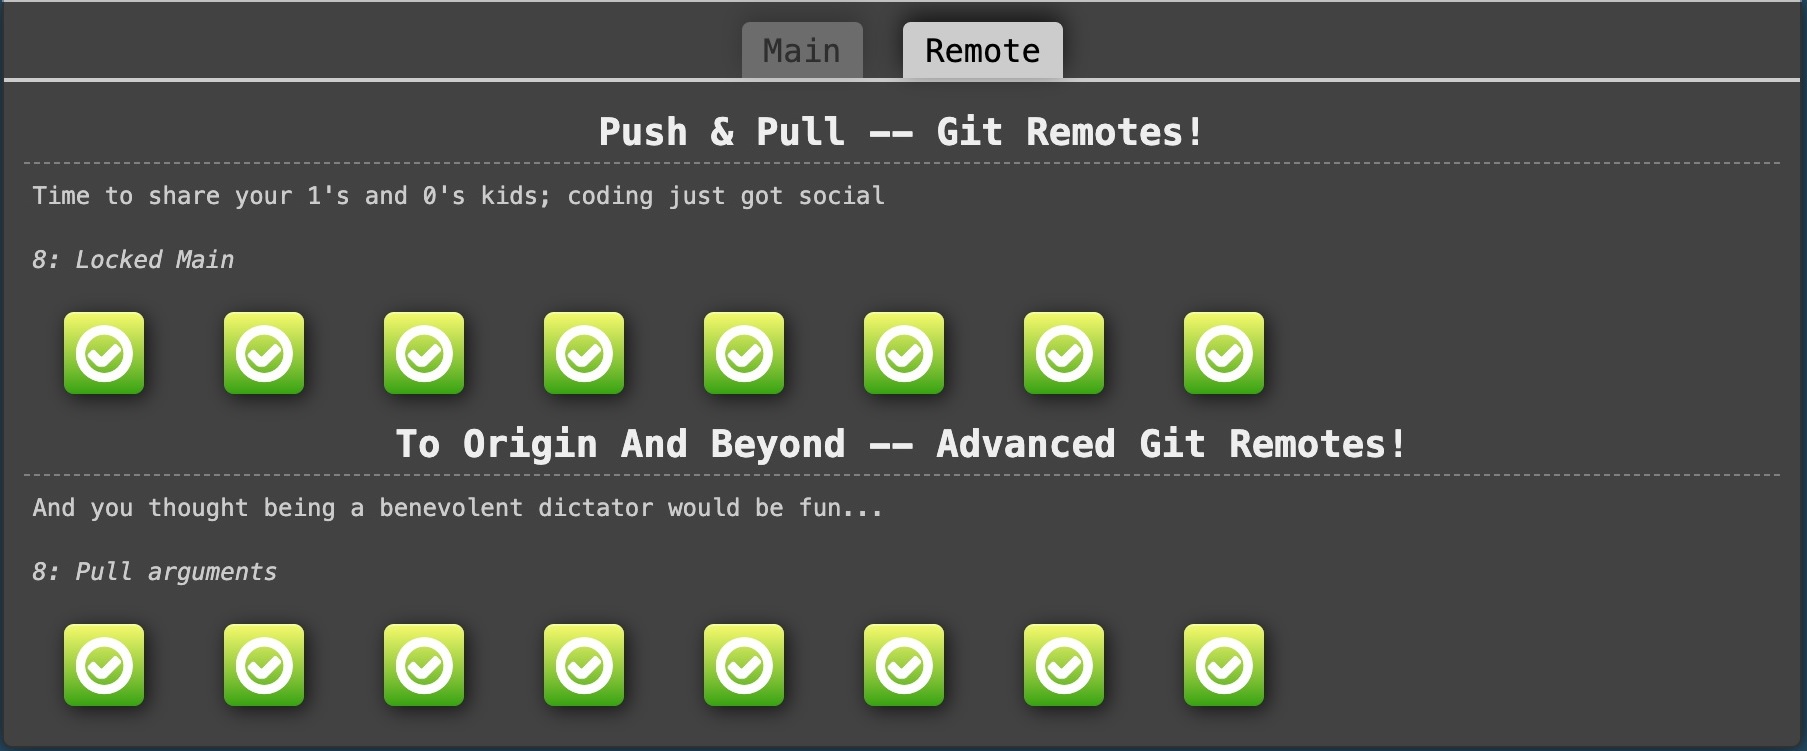 Main
Remote
Push & Pull -- Git Remotes!
Time to share your 1's and 0's kids; coding just got social
8: Locked Main
To Origin And Beyond -- Advanced Git Remotes!
And you thought being a benevolent dictator would be fun...
8: Pull arguments